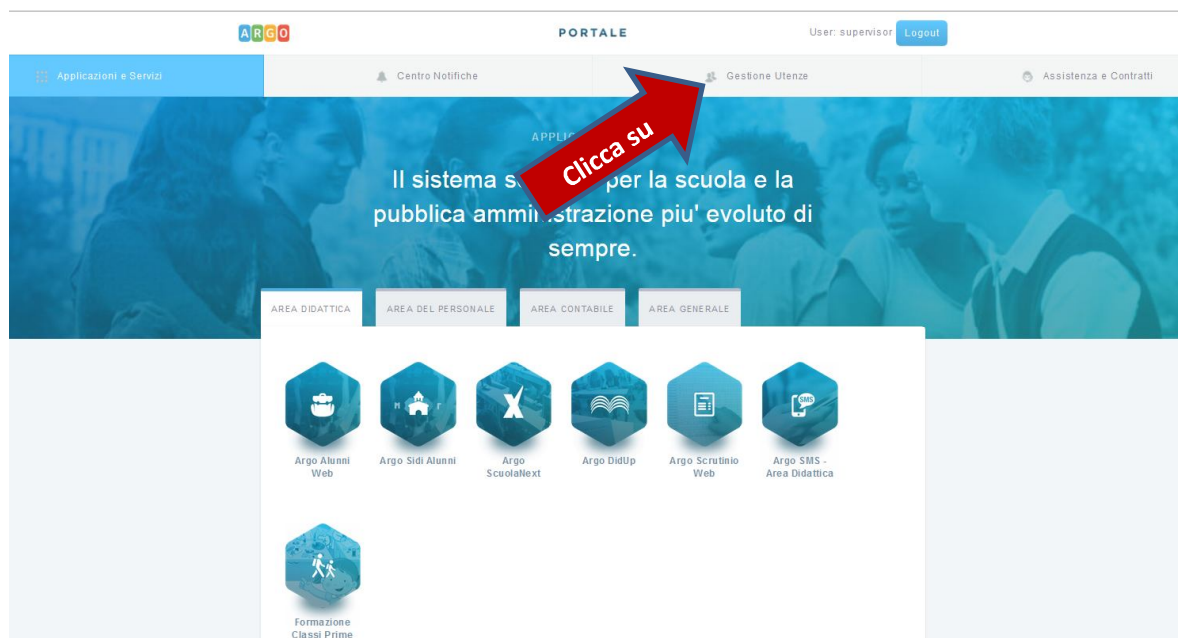 ARGO
PORTALE
User: supervisor Logout
Applicazioni e Servizi
Centro Notifiche
Gestione Utenze
Assistenza e Contratti
Clicca su
Il sistema per la scuola e la
pubblica amministrazione piu' evoluto di
sempre.
AREA DIDATTICA
AREA DEL PERSONALE
AREA CONTABILE
AREA GENERALE
SMS
Argo Alunni
Web
Argo Sidi Alunni
Argo
ScuolaNext
Argo DidUp
Argo Scrutinio
Web
Argo SMS -
Area Didattica
Formazione
Classi Prime